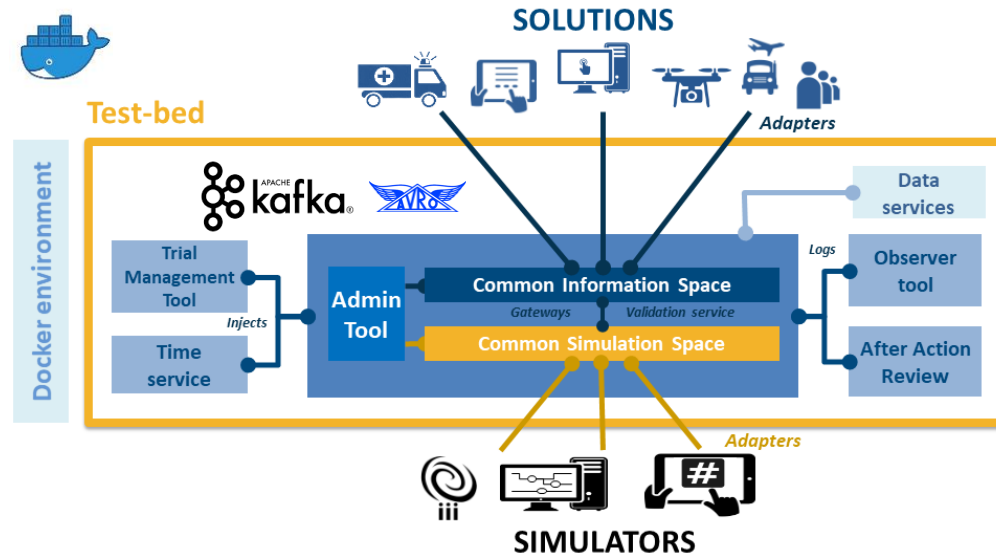 SOLUTIONS
Test-bed
Adapters
Docker environment
APACHE
kafka®
AVRO
Data
services
Trial
Management
Tool
Injects
Time
service
Admin
Tool
Common Information Space
Gateways
Validation service
Common Simulation Space
Logs
Observer
tool
After Action
Review
Adapters
iii
#
SIMULATORS